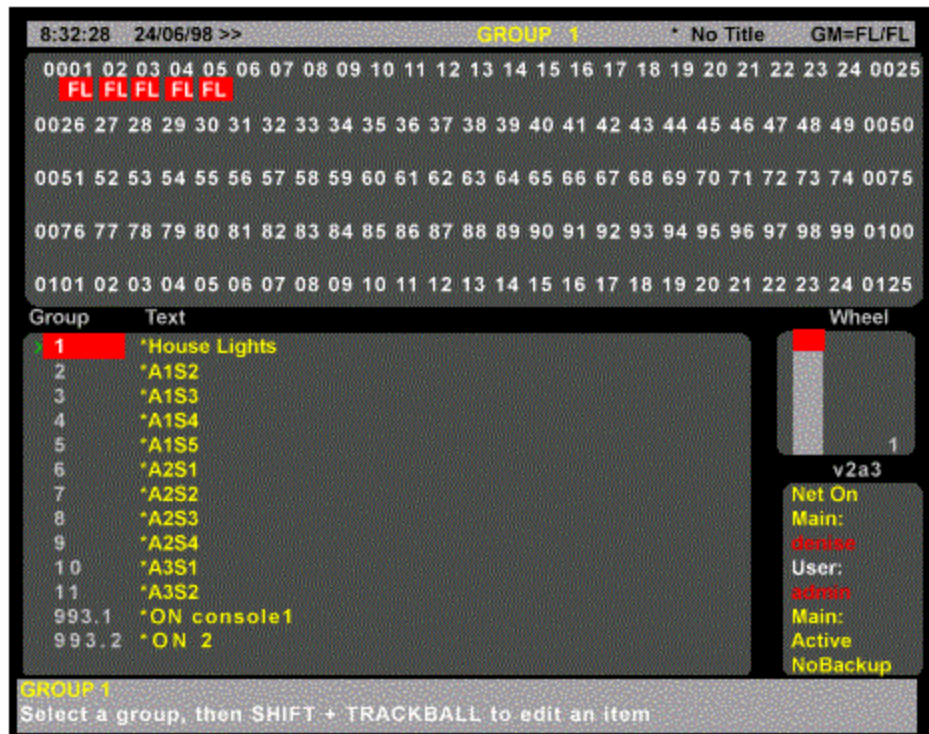 8:32:28 24/06/98 >> GROUP 1 * No Title GM=FL/FL
0001 02 03 04 05 06 07 08 09 10 11 12 13 14 15 16 17 18 19 20 21 22 23 24 0025
FL FL FL FL FL
0026 27 28 29 30 31 32 33 34 35 36 37 38 39 40 41 42 43 44 45 46 47 48 49 0050
0051 52 53 54 55 56 57 58 59 60 61 62 63 64 65 66 67 68 69 70 71 72 73 74 0075
0076 77 78 79 80 81 82 83 84 85 86 87 88 89 90 91 92 93 94 95 96 97 98 99 0100
0101 02 03 04 05 06 07 08 09 10 11 12 13 14 15 16 17 18 19 20 21 22 23 24 0125
Group Text
> 1 *House Lights
2 *A1S2
3 *A1S3
4 *A1S4
5 *A1S5
6 *A2S1
7 *A2S2
8 *A2S3
9 *A2S4
10 *A3S1
11 *A3S2
993.1 *ON console1
993.2 *ON 2
Wheel
1
v2a3
Net On
Main:
denise
User:
admin
Main:
Active
NoBackup
GROUP 1
Select a group, then SHIFT + TRACKBALL to edit an item